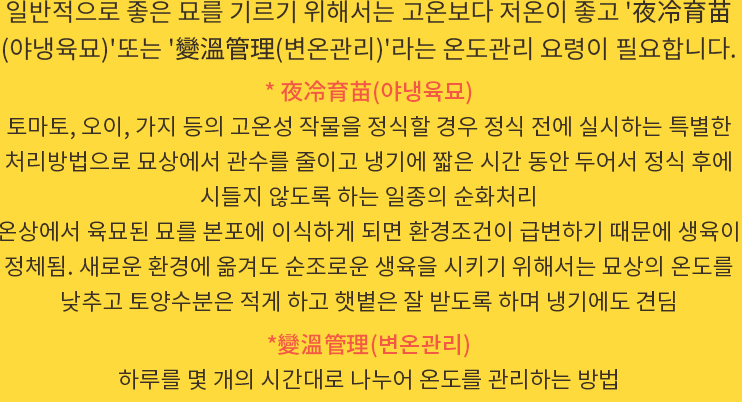 일반적으로 좋은 묘를 기르기 위해서는 고온보다 저온이 좋고 '夜冷育苗
(야냉육묘)'또는 '變溫管理(변온관리)'라는 온도관리 요령이 필요합니다.
* 夜冷育苗(야냉육묘)
토마토, 오이, 가지 등의 고온성 작물을 정식할 경우 정식 전에 실시하는 특별한
처리방법으로 묘상에서 관수를 줄이고 냉기에 짧은 시간 동안 두어서 정식 후에
시들지 않도록 하는 일종의 순화처리
온상에서 육묘된 묘를 본포에 이식하게 되면 환경조건이 급변하기 때문에 생육이
정체됨. 새로운 환경에 옮겨도 순조로운 생육을 시키기 위해서는 묘상의 온도를
낮추고 토양수분은 적게 하고 햇볕은 잘 받도록 하며 냉기에도 견딤
*變溫管理(변온관리)
하루를 몇 개의 시간대로 나누어 온도를 관리하는 방법